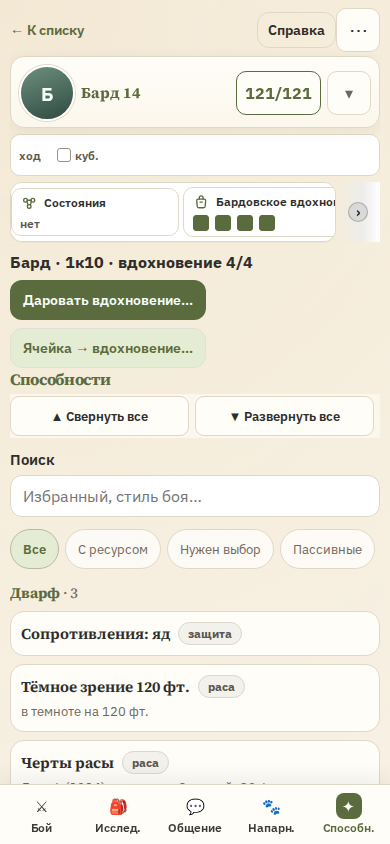 ← К списку
Справка
...
Б
Бард 14
121/121
▼
ход
куб.
Состояния
нет
Бардовское
Бард · 1к10 · вдохновение 4/4
Даровать вдохновение...
Ячейка → вдохновение...
Способности
▲ Свернуть все
▼ Развернуть все
Поиск
Избранный, стиль боя...
Все
С ресурсом
Нужен выбор
Пассивные
Дварф · 3
Сопротивления: яд
защита
Тёмное зрение 120 фт.
раса
в темноте на 120 фт.
Черты расы
раса
Бой
Исслед.
Общение
Напарн.
Способн.